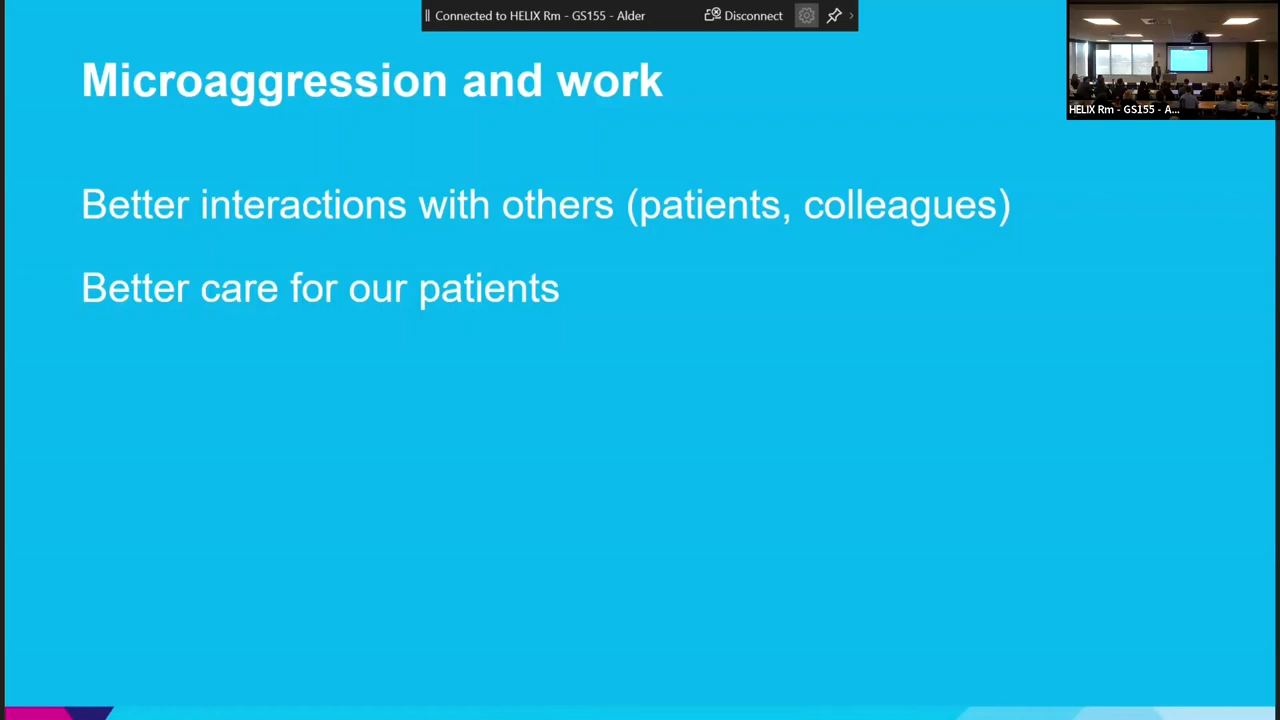 Connected to HELIX Rm - GS155 - Alder
Disconnect
HELIX Rm - GS155 - A...
Microaggression and work
Better interactions with others (patients, colleagues)
Better care for our patients